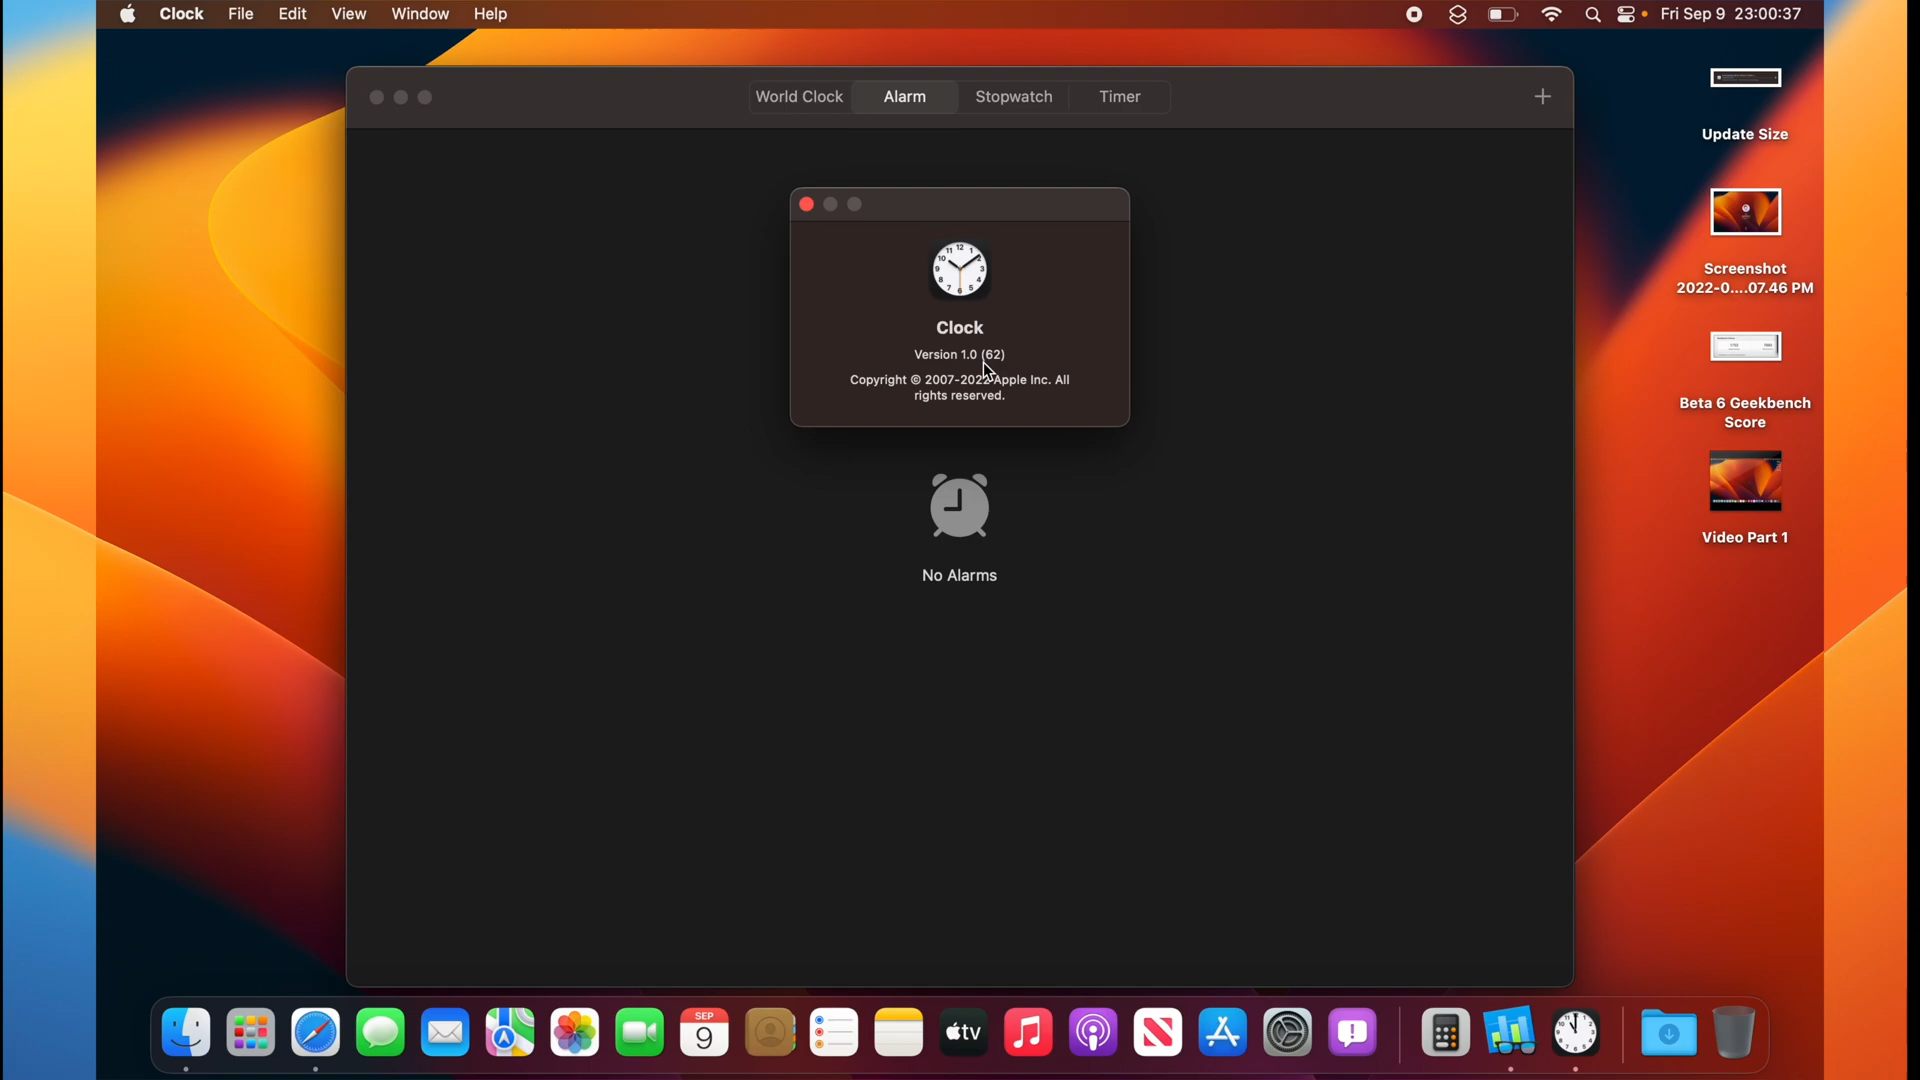 Clock File Edit View Window Help Fri Sep 9 23:00:37
World Clock Alarm Stopwatch Timer
Clock
Version 1.0 (62)
Copyright © 2007-2022 Apple Inc. All
rights reserved.
No Alarms
Update Size
Screenshot
2022-0....07.46 PM
Beta 6 Geekbench
Score
Video Part 1
SEP
9
tv